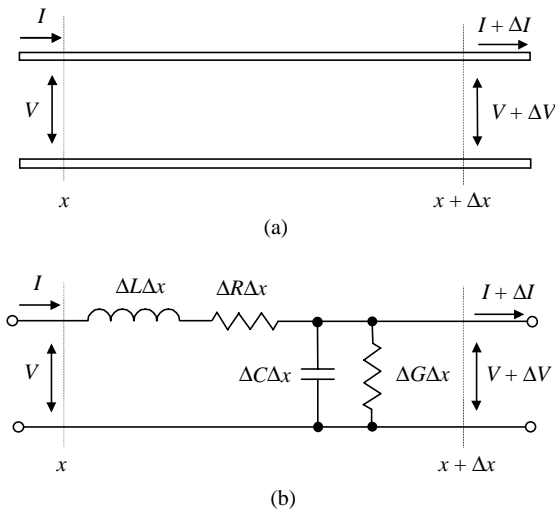 I
I + ΔI
V
V + ΔV
x
x + Δx
(a)
I
ΔLΔx
ΔRΔx
I + ΔI
V
ΔCΔx
ΔGΔx
V + ΔV
x
x + Δx
(b)